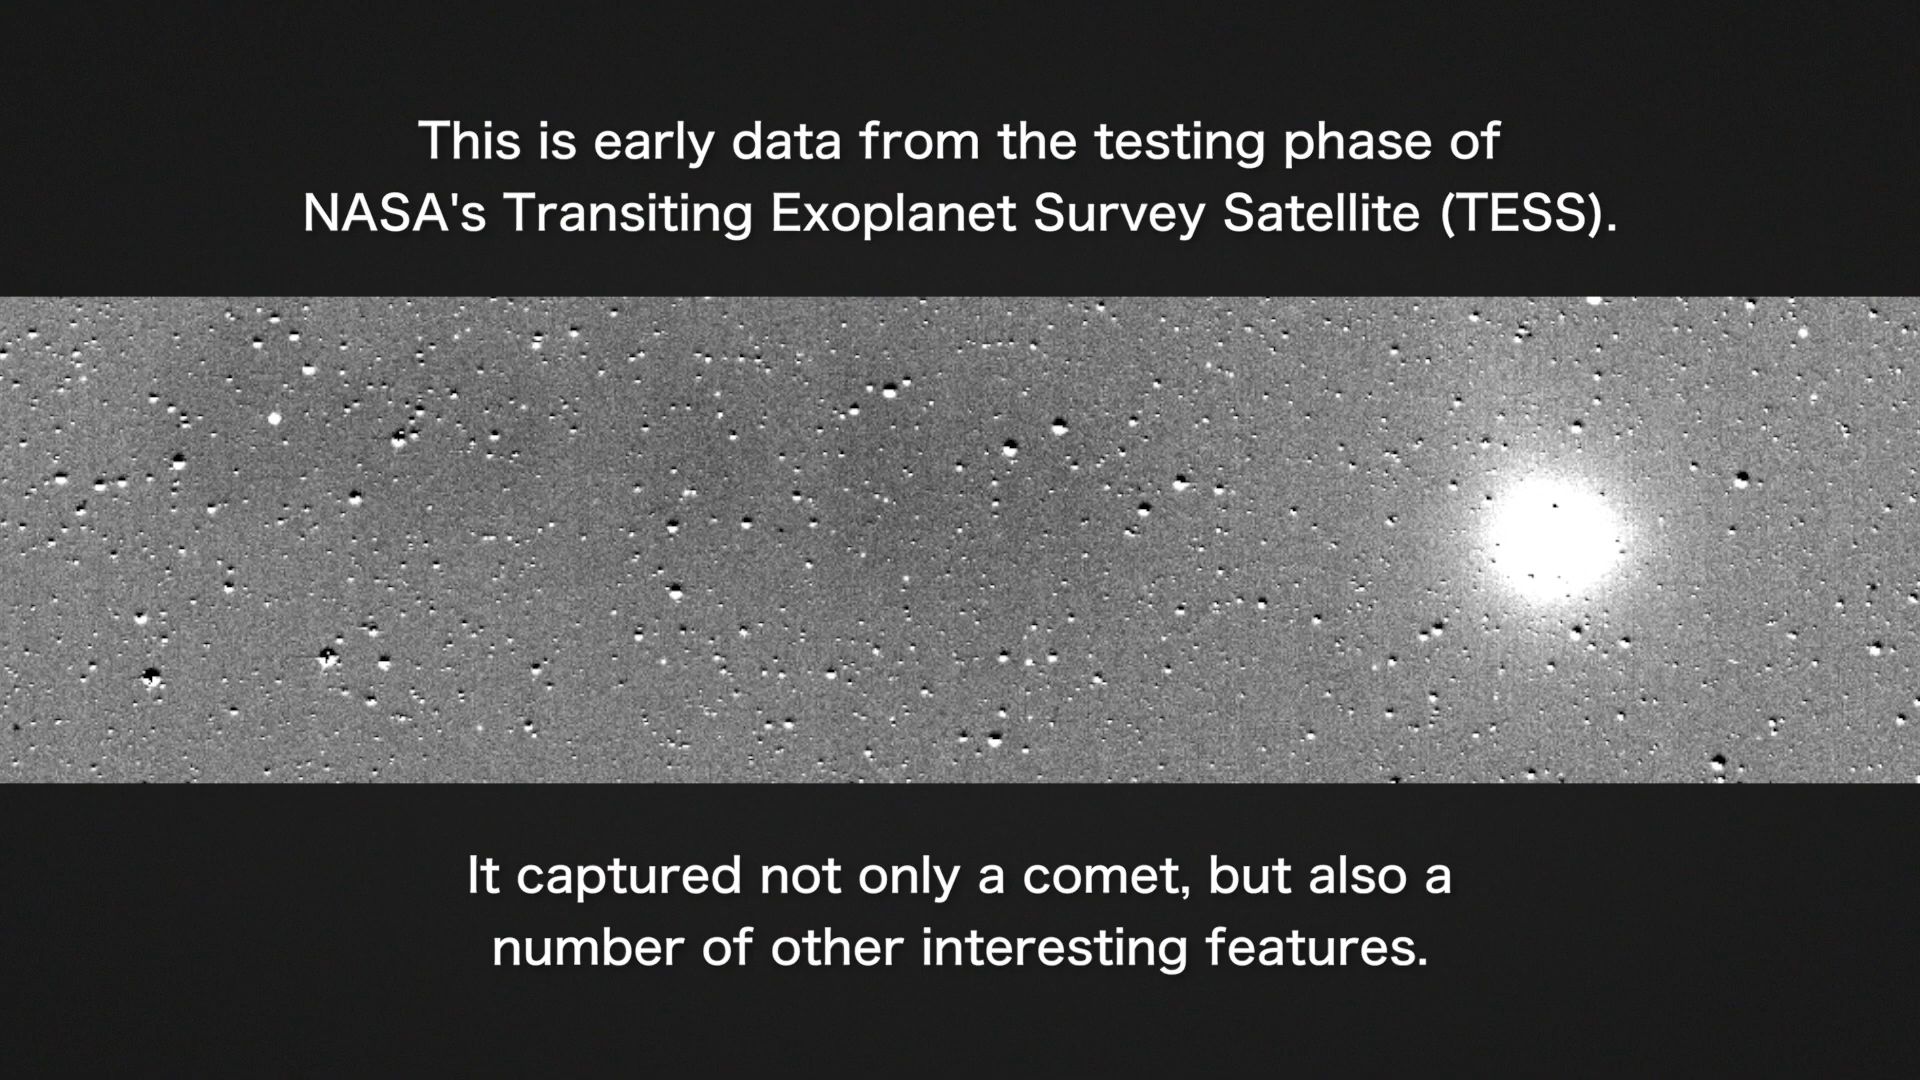 This is early data from the testing phase of
NASA's Transiting Exoplanet Survey Satellite (TESS).
It captured not only a comet, but also a
number of other interesting features.